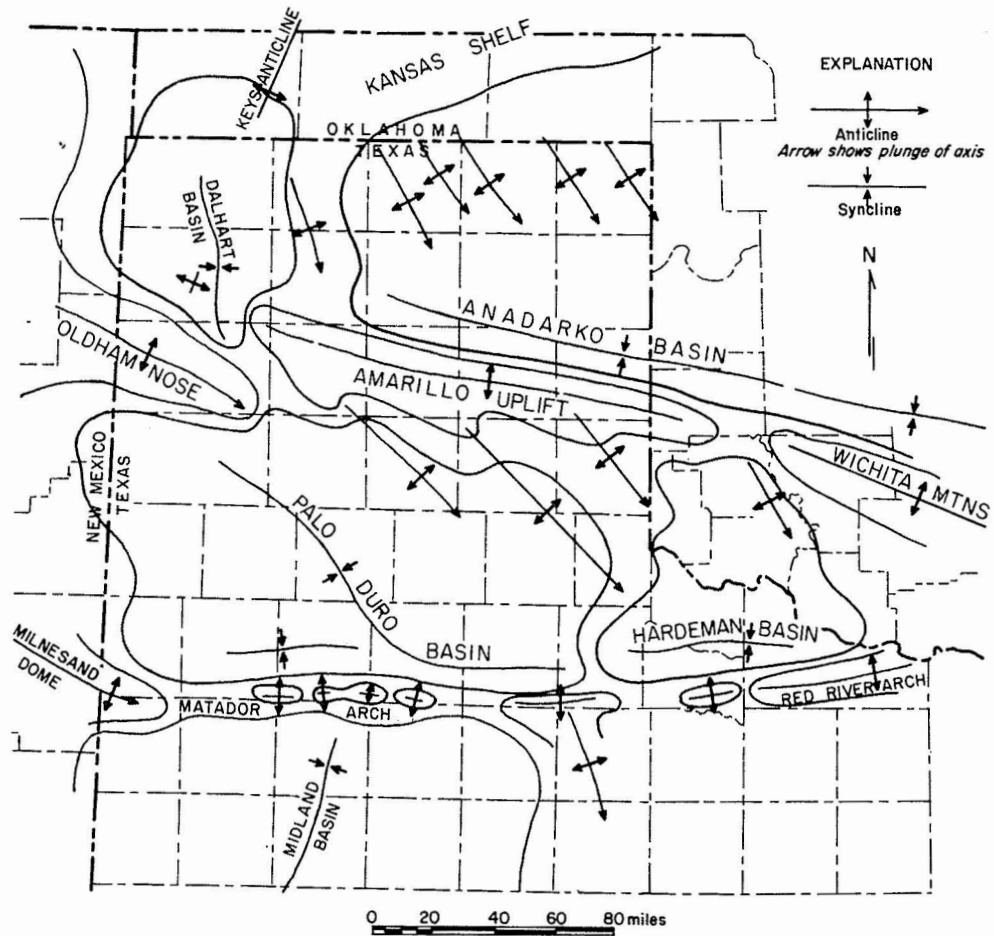 KANSAS SHELF
KEYS ANTICLINE
EXPLANATION
Anticline
Arrow shows plunge of axis
Syncline
N
OKLAHOMA
TEXAS
DALHART
BASIN
ANADARKO BASIN
OLDHAM NOSE
AMARILLO UPLIFT
WICHITA MTNS
NEW MEXICO
TEXAS
PALO DURO BASIN
HARDEMAN BASIN
MILNESAND
DOME
MATADOR ARCH
RED RIVER ARCH
MIDLAND
BASIN
0 20 40 60 80 miles